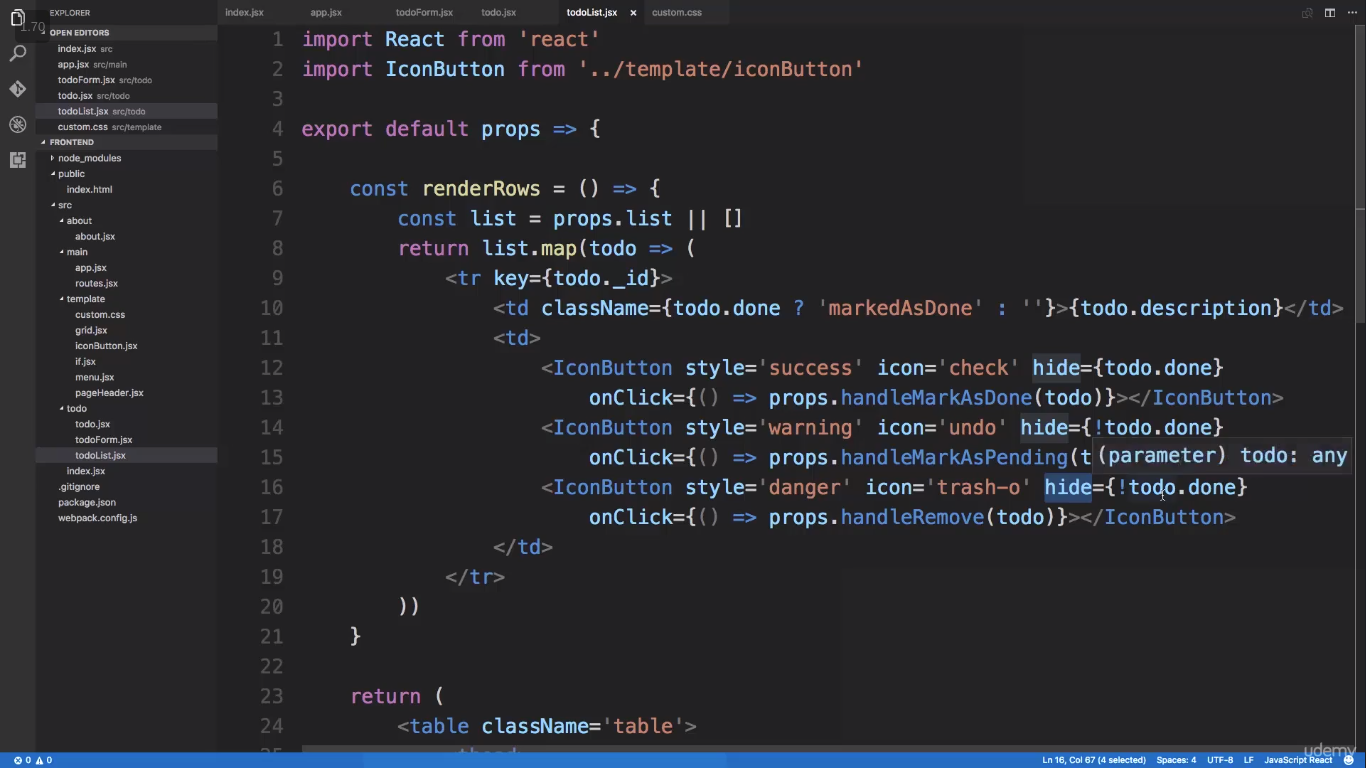 EXPLORER
1.70
OPEN EDITORS
index.jsx src
app.jsx src/main
todoForm.jsx src/todo
todo.jsx src/todo
todoList.jsx src/todo
custom.css src/template
FRONTEND
node_modules
public
index.html
src
about
about.jsx
main
app.jsx
routes.jsx
template
custom.css
grid.jsx
iconButton.jsx
if.jsx
menu.jsx
pageHeader.jsx
todo
todo.jsx
todoForm.jsx
todoList.jsx
index.jsx
.gitignore
package.json
webpack.config.js
index.jsx app.jsx todoForm.jsx todo.jsx todoList.jsx × custom.css
1 import React from 'react'
2 import IconButton from '../template/iconButton'
3
4 export default props => {
5
6 const renderRows = () => {
7 const list = props.list || []
8 return list.map(todo => (
9 <tr key={todo._id}>
10 <td className={todo.done ? 'markedAsDone' : ''}>{todo.description}</td>
11 <td>
12 <IconButton style='success' icon='check' hide={todo.done}
13 onClick={() => props.handleMarkAsDone(todo)}></IconButton>
14 <IconButton style='warning' icon='undo' hide={!todo.done}
15 onClick={() => props.handleMarkAsPending(t
(parameter) todo: any
16 <IconButton style='danger' icon='trash-o' hide={!todo.done}
17 onClick={() => props.handleRemove(todo)}></IconButton>
18 </td>
19 </tr>
20 ))
21 }
22
23 return (
24 <table className='table'>
25 <thead>
udemy
0 0 Ln 16, Col 67 (4 selected) Spaces: 4 UTF-8 LF JavaScript React